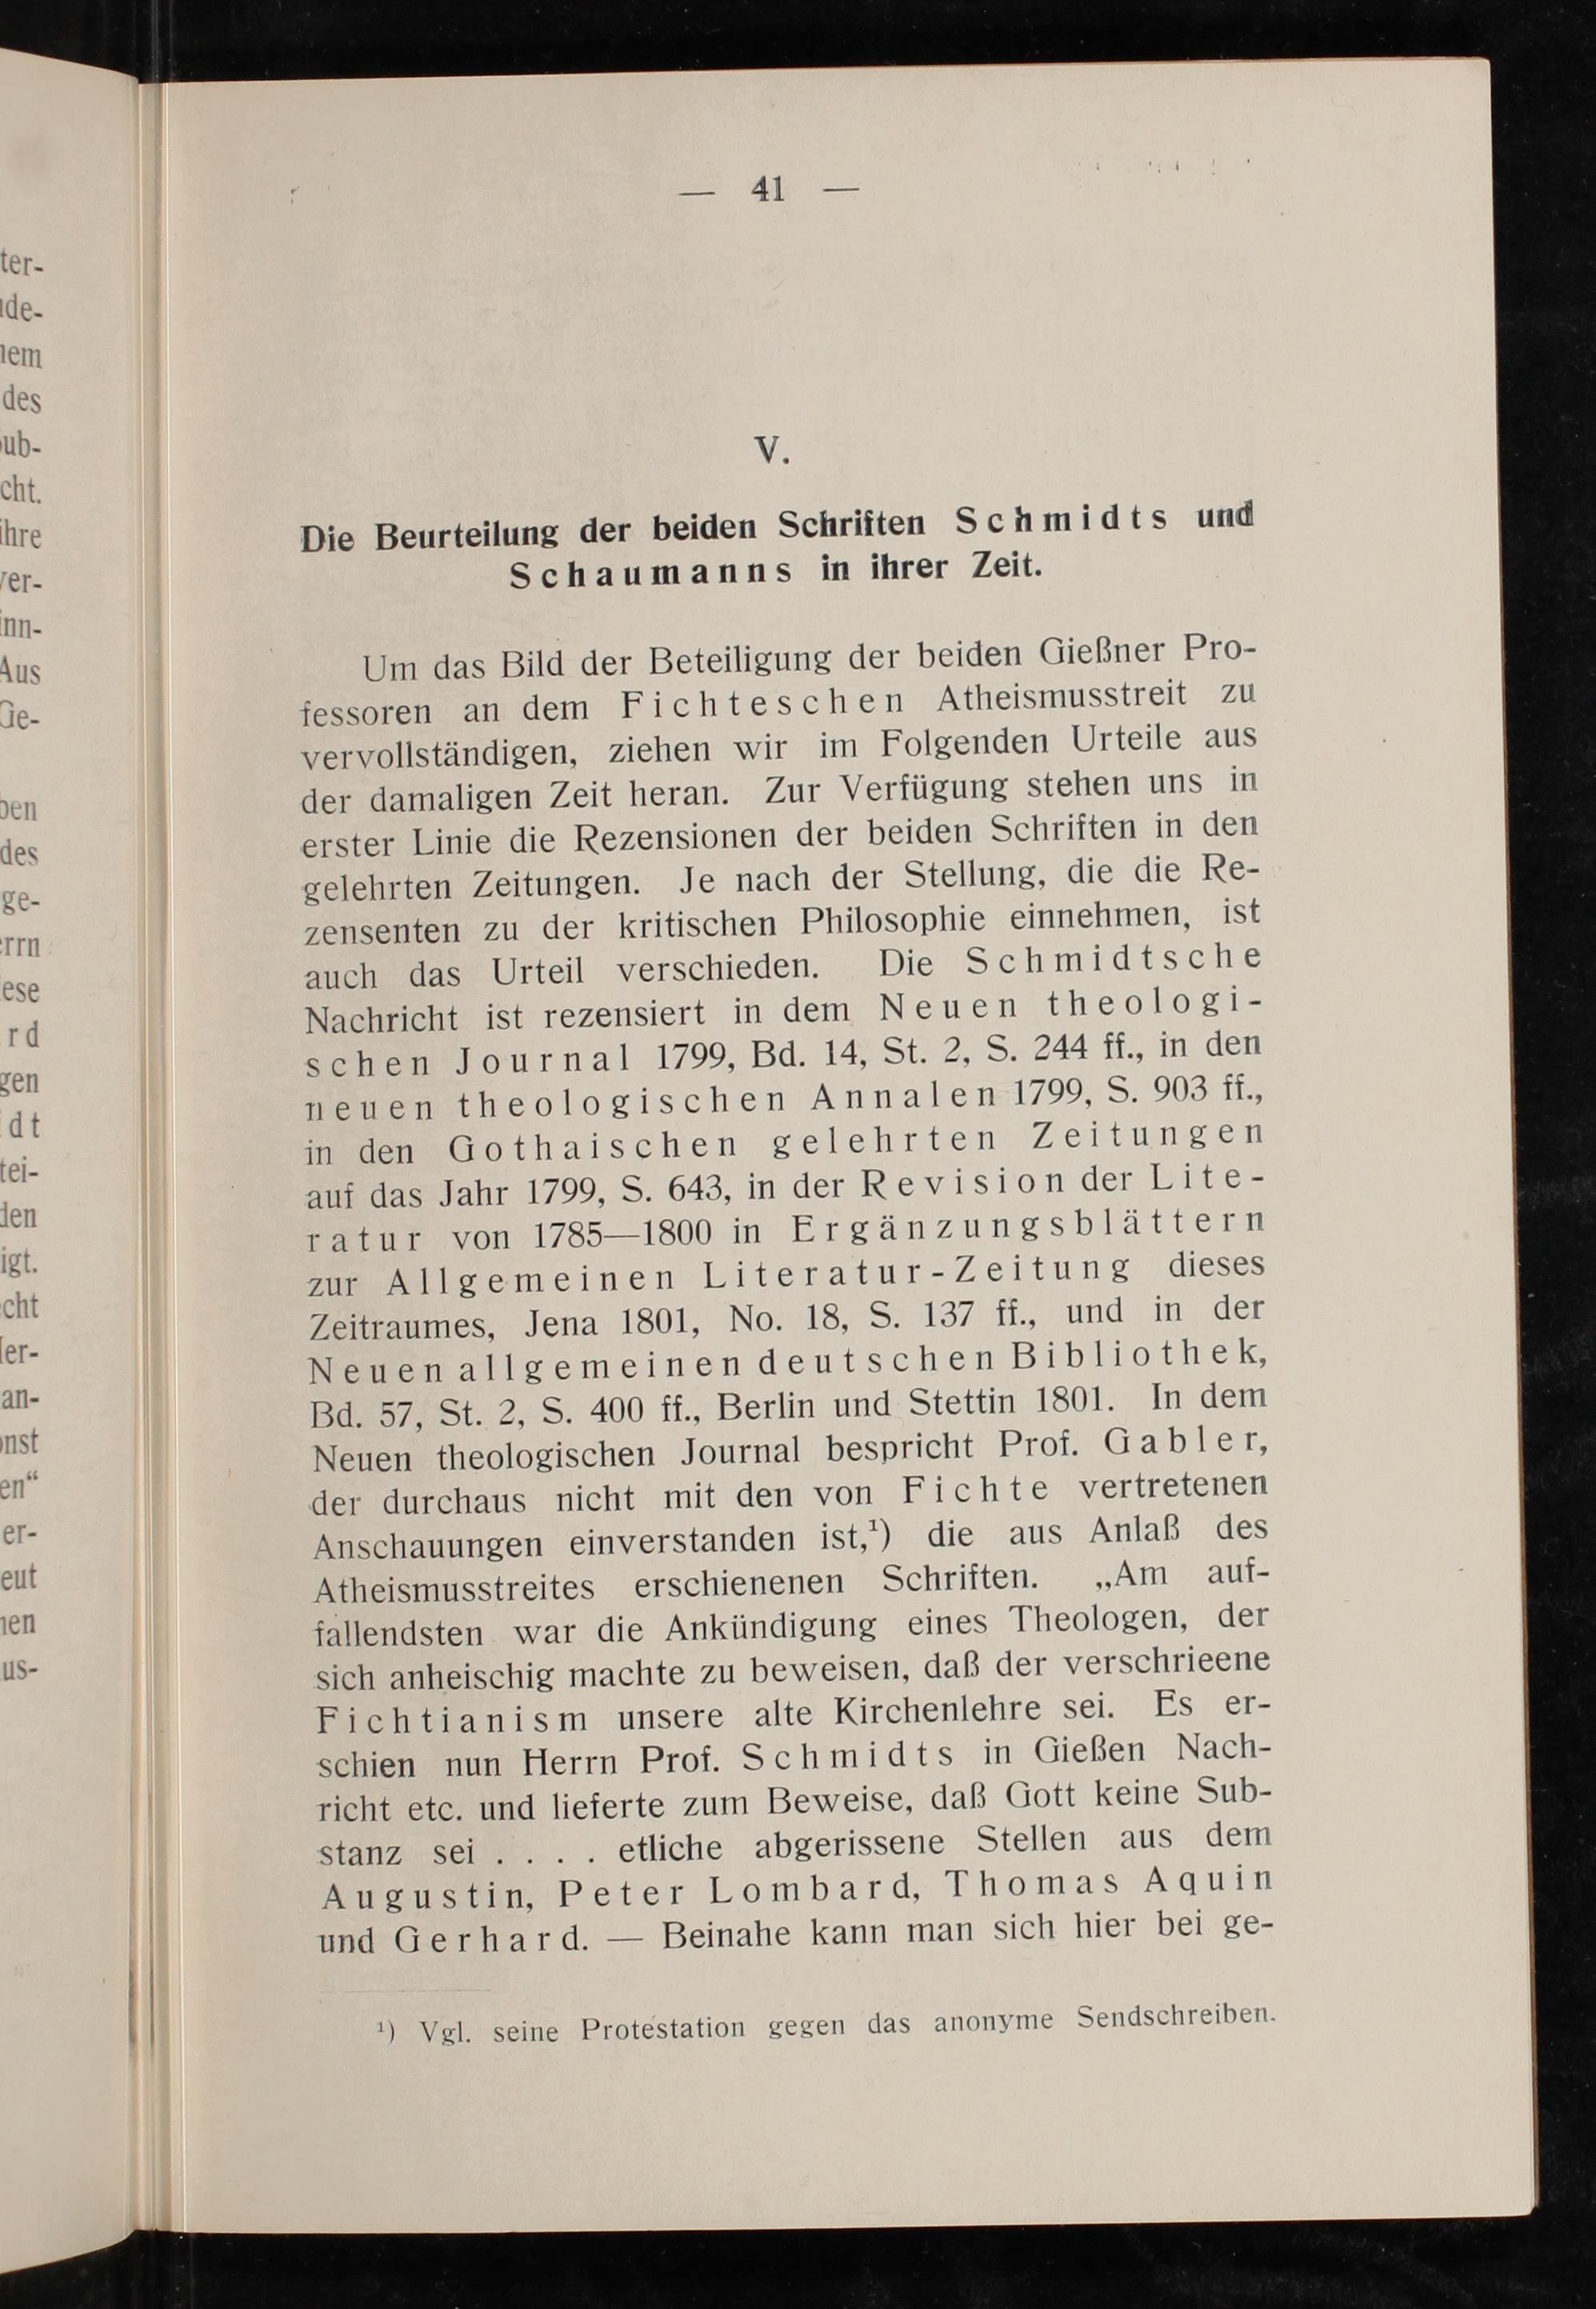 — 41 —
V.
Die Beurteilung der beiden Schriften Schmidts und
Schaumanns in ihrer Zeit.
Um das Bild der Beteiligung der beiden Gießner Pro-
fessoren an dem Fichteschen Atheismusstreit zu
vervollständigen, ziehen wir im Folgenden Urteile aus
der damaligen Zeit heran. Zur Verfügung stehen uns in
erster Linie die Rezensionen der beiden Schriften in den
gelehrten Zeitungen. Je nach der Stellung, die die Re-
zensenten zu der kritischen Philosophie einnehmen, ist
auch das Urteil verschieden. Die Schmidtsche
Nachricht ist rezensiert in dem Neuen theologi-
schen Journal 1799, Bd. 14, St. 2, S. 244 ff., in den
neuen theologischen Annalen 1799, S. 903 ff.,
in den Gothaischen gelehrten Zeitungen
auf das Jahr 1799, S. 643, in der Revision der Lite-
ratur von 1785—1800 in Ergänzungsblättern
zur Allgemeinen Literatur-Zeitung dieses
Zeitraumes, Jena 1801, No. 18, S. 137 ff., und in der
Neuen allgemeinen deutschen Bibliothek,
Bd. 57, St. 2, S. 400 ff., Berlin und Stettin 1801. In dem
Neuen theologischen Journal bespricht Prof. Gabler,
der durchaus nicht mit den von Fichte vertretenen
Anschauungen einverstanden ist,¹) die aus Anlaß des
Atheismusstreites erschienenen Schriften. „Am auf-
fallendsten war die Ankündigung eines Theologen, der
sich anheischig machte zu beweisen, daß der verschrieene
Fichtianism unsere alte Kirchenlehre sei. Es er-
schien nun Herrn Prof. Schmidts in Gießen Nach-
richt etc. und lieferte zum Beweise, daß Gott keine Sub-
stanz sei . . . . etliche abgerissene Stellen aus dem
Augustin, Peter Lombard, Thomas Aquin
und Gerhard. — Beinahe kann man sich hier bei ge-
¹) Vgl. seine Protestation gegen das anonyme Sendschreiben.